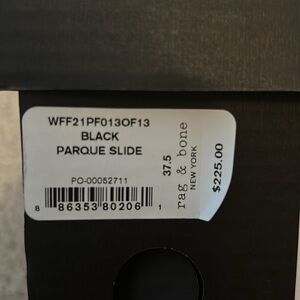 WFF21PF013OF13
BLACK
PARQUE SLIDE
PO-00052711
8 86353 80206 1
37.5
rag & bone
NEW YORK
$225.00